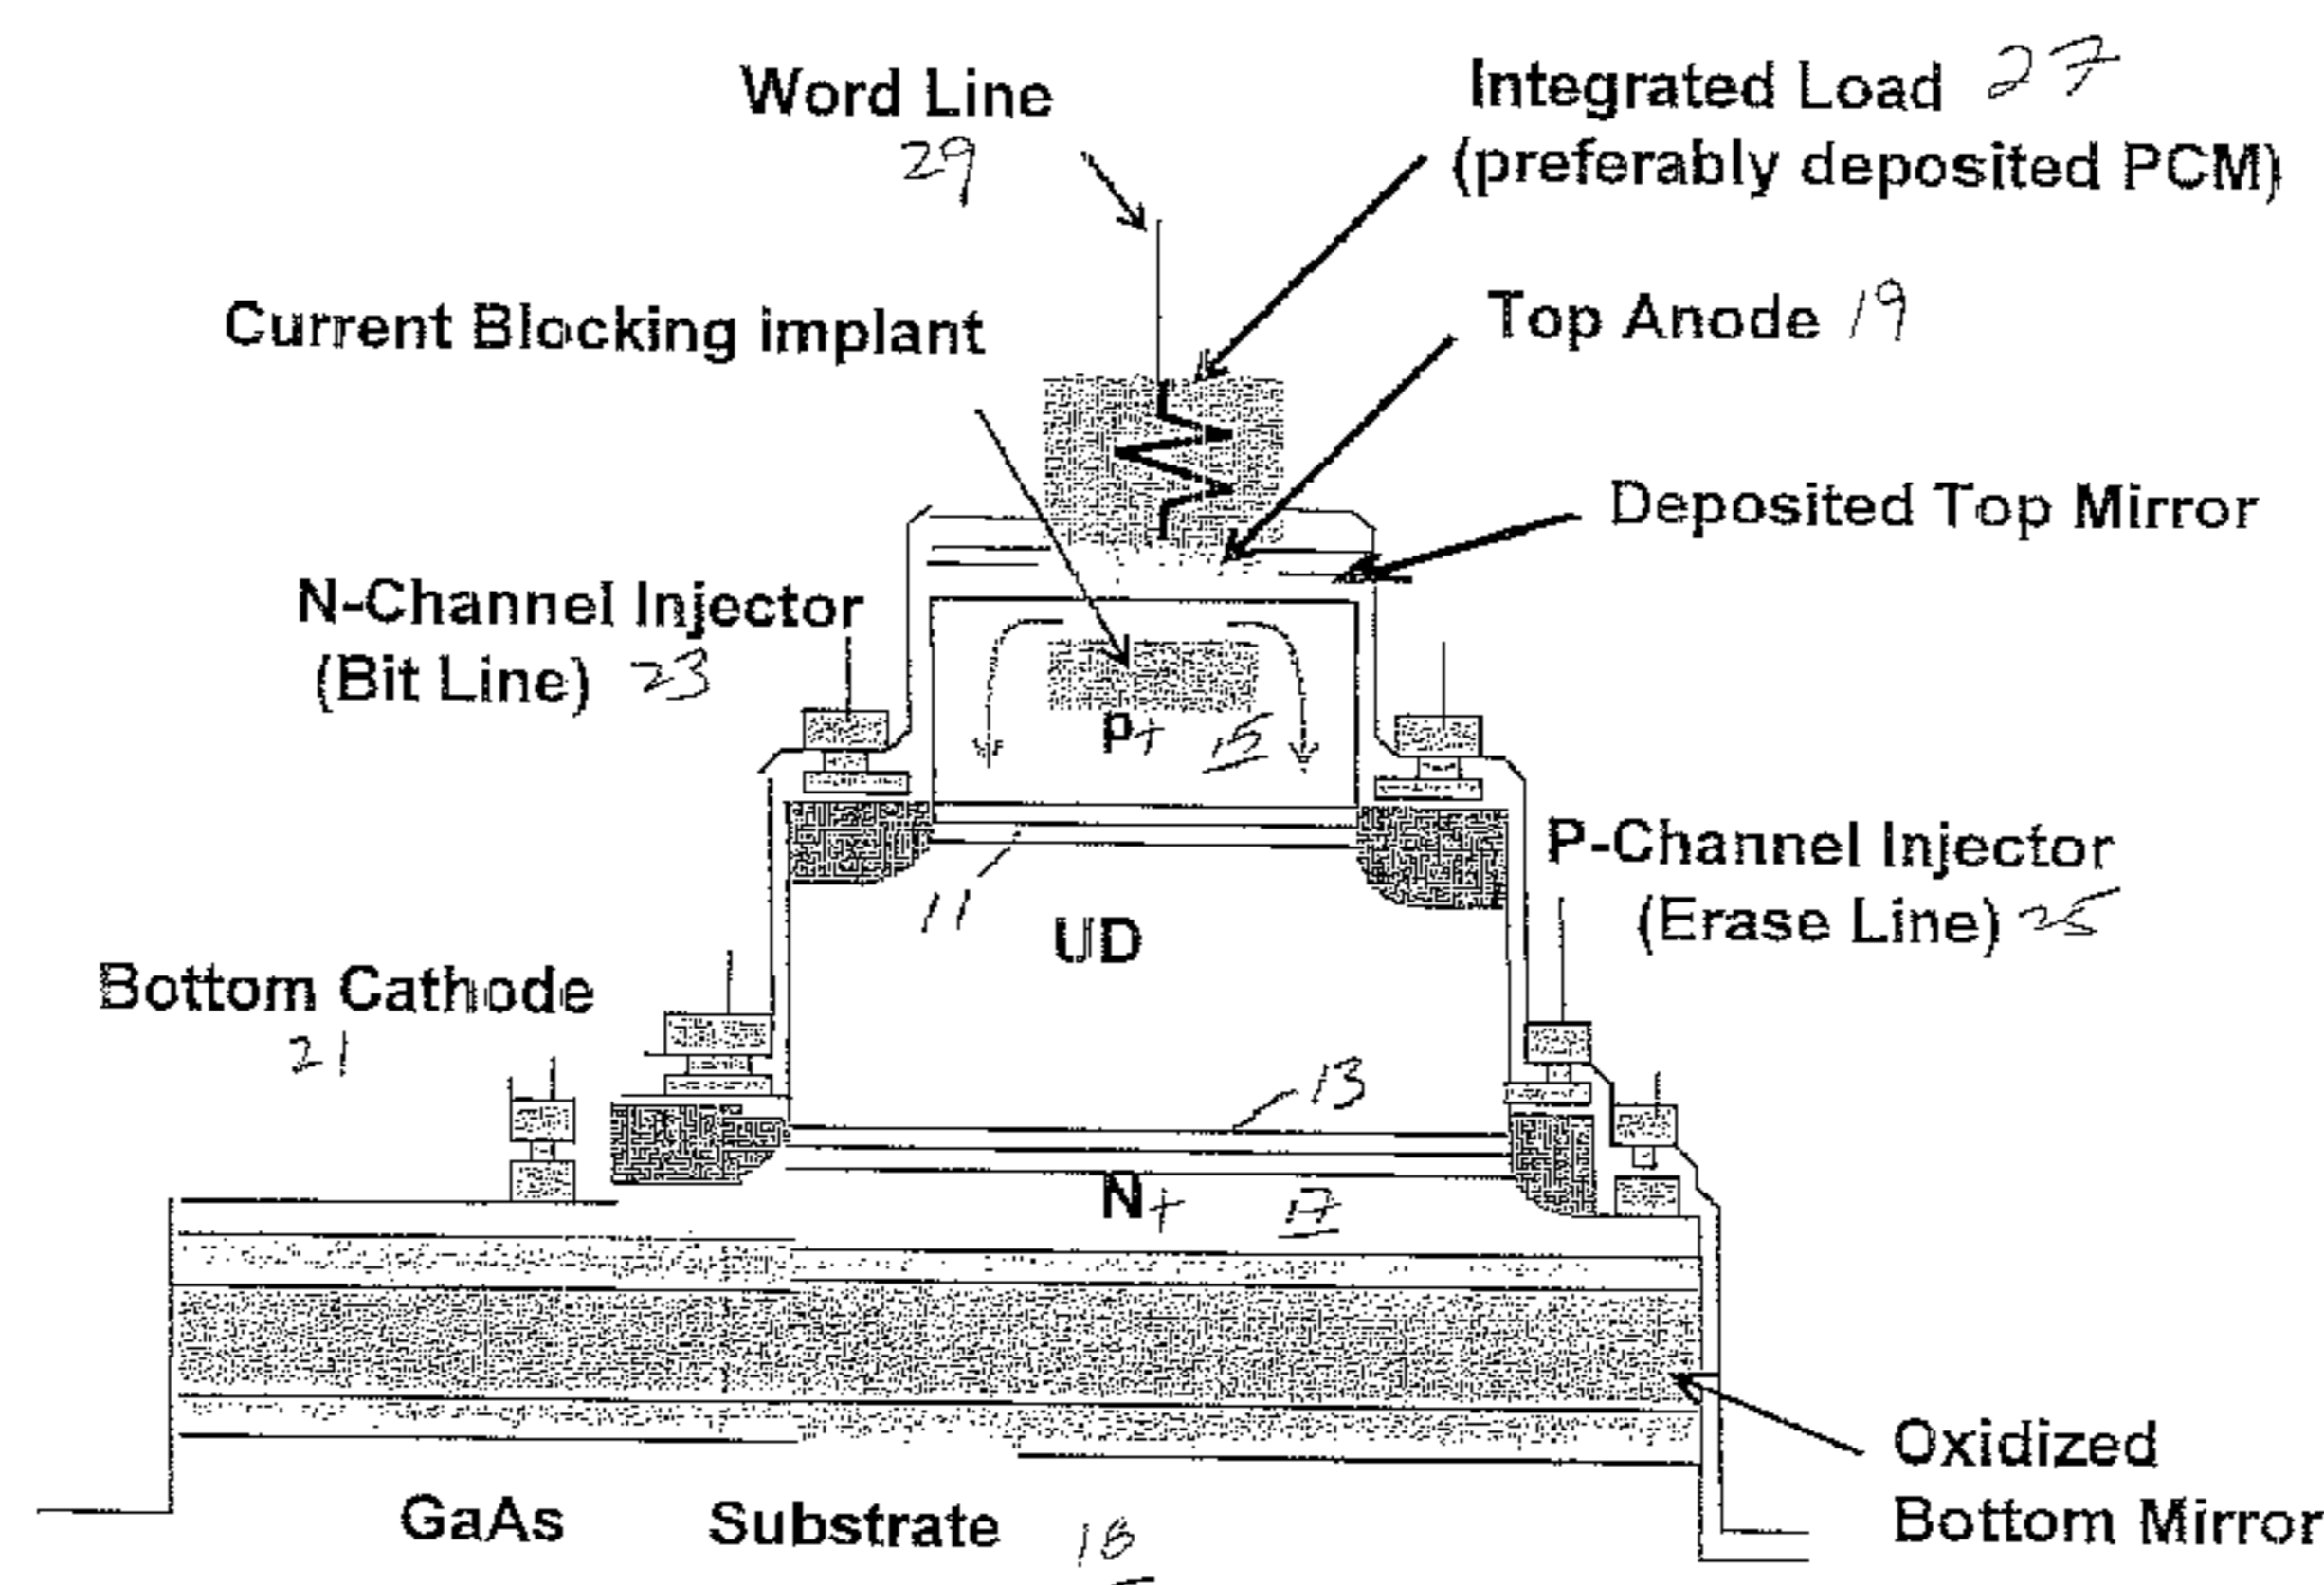 Word Line
29
Integrated Load 27
(preferably deposited PCM)
Current Blocking Implant
Top Anode 19
Deposited Top Mirror
N-Channel Injector
(Bit Line) 23
P+ 15
11
UD
P-Channel Injector
(Erase Line) 25
Bottom Cathode
21
13
N+ 17
Oxidized
Bottom Mirror
GaAs Substrate 18